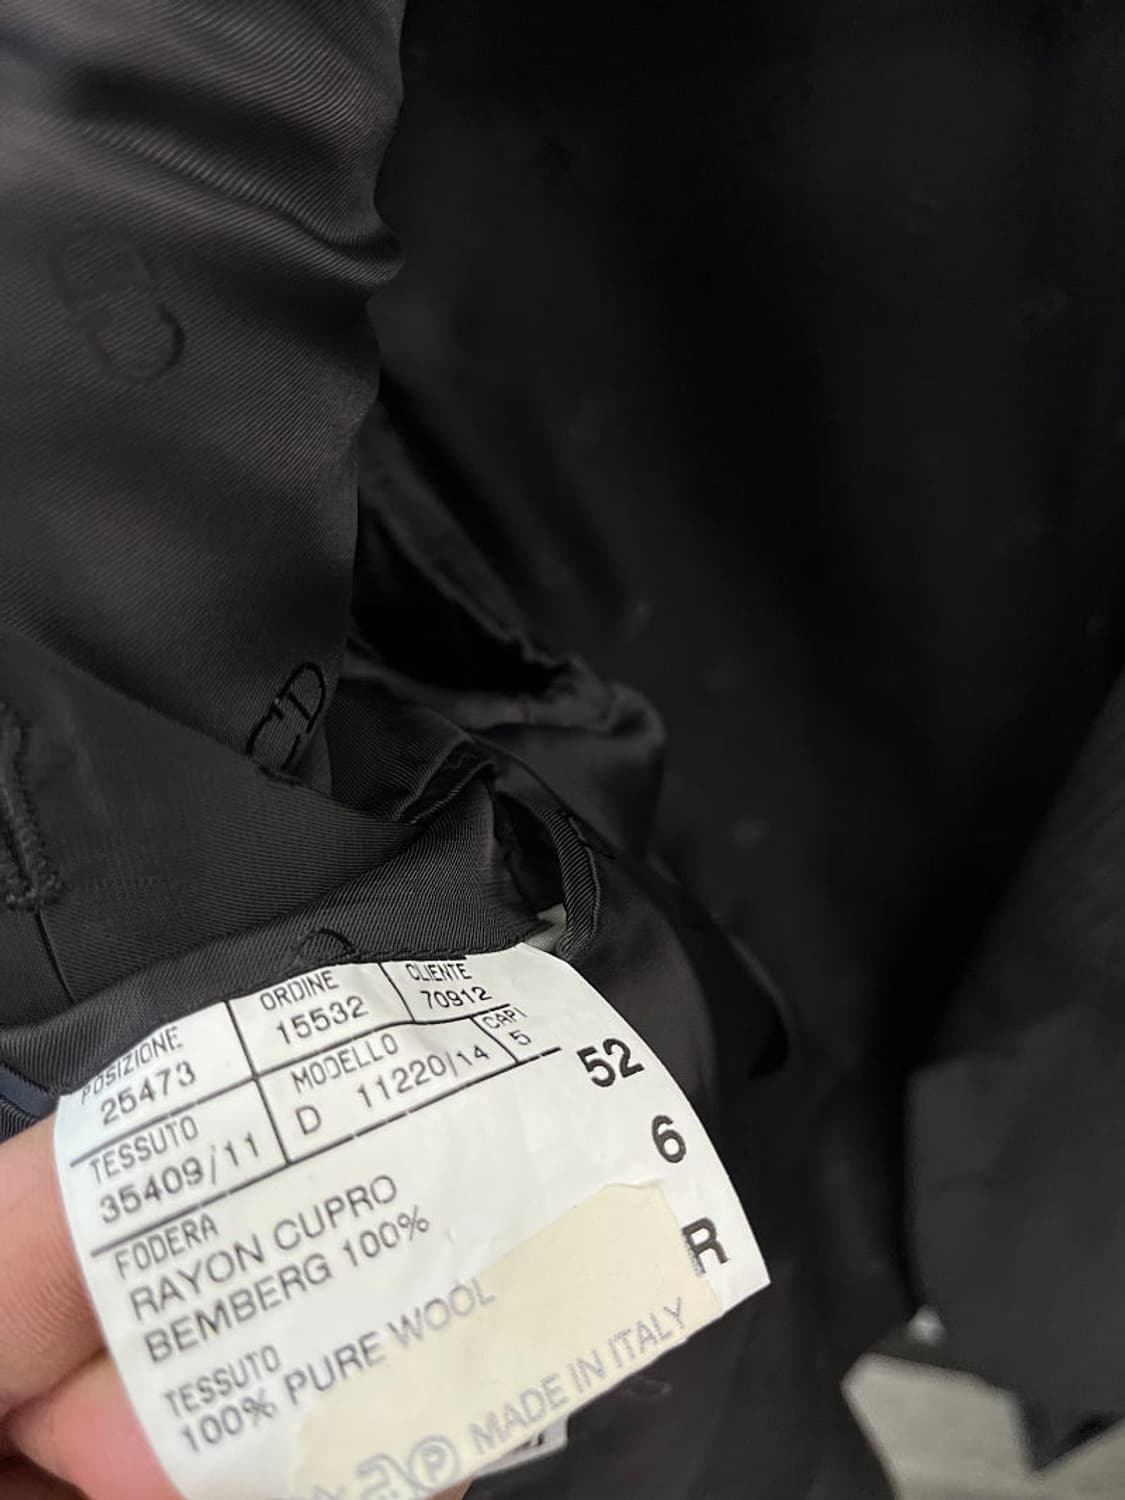 CD
POSIZIONE
25473
ORDINE
15532
CLIENTE
70912
TESSUTO
35409/11
MODELLO
D 11220/14
CAPI
5
52
6
R
FODERA
RAYON CUPRO
BEMBERG 100%
TESSUTO
100% PURE WOOL
P MADE IN ITALY